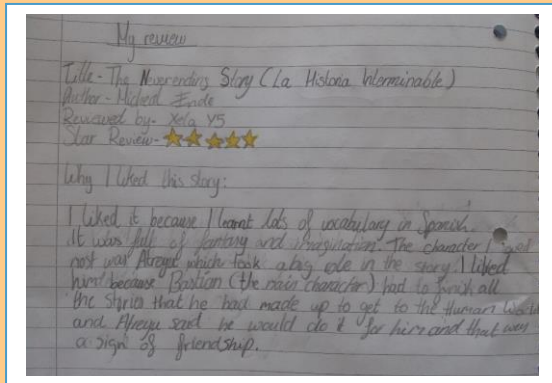 My review
Title - The Neverending Story (La Historia Interminable)
Author - Micheal Ende
Reviewed by - Xela Y5
Star Review -
Why I liked this story:
I liked it because I learnt lots of vocabulary in Spanish.
It was full of fantasy and imagination. The character I liked
most was Atreyu which took a big role in the story. I liked
him because Bastian (the main character) had to finish all
the stories that he had made up to get to the Human World
and Atreyu said he would do it for him and that was
a sign of friendship.